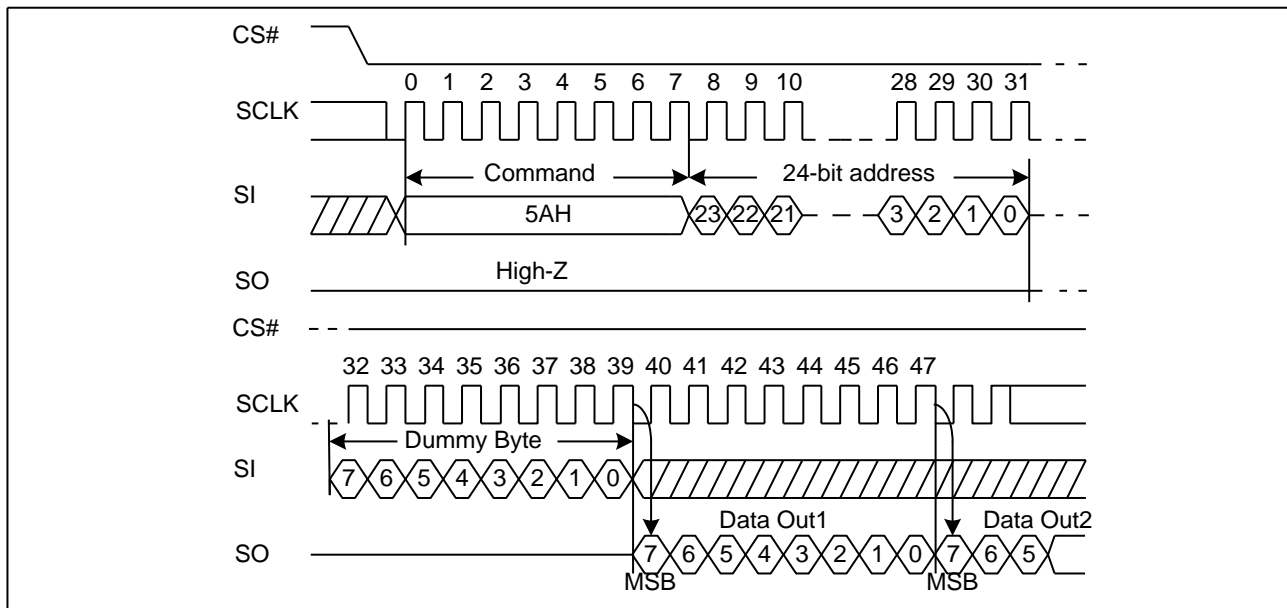 CS#
0 1 2 3 4 5 6 7 8 9 10 28 29 30 31
SCLK
Command 24-bit address
SI
5AH 23 22 21 3 2 1 0
High-Z
SO
CS#
32 33 34 35 36 37 38 39 40 41 42 43 44 45 46 47
SCLK
Dummy Byte
SI
7 6 5 4 3 2 1 0
Data Out1 Data Out2
SO
7 6 5 4 3 2 1 0 7 6 5
MSB MSB